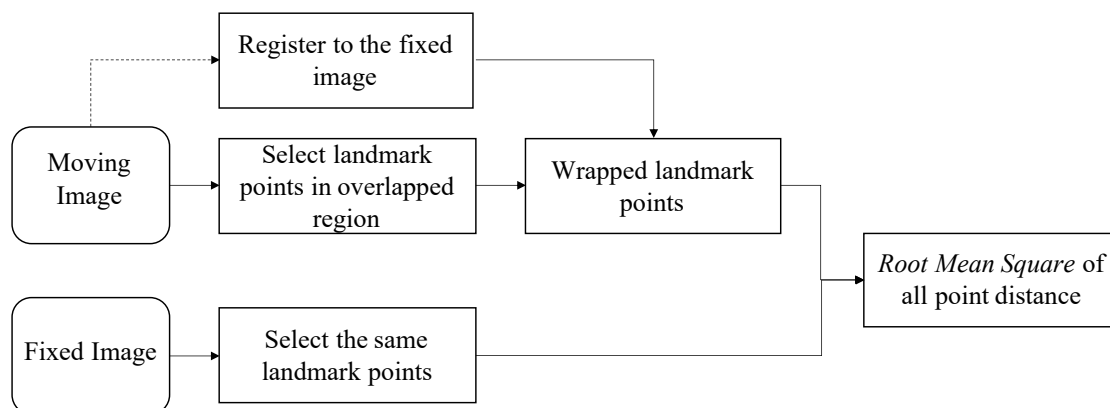 Register to the fixed
image
Moving
Image
Select landmark
points in overlapped
region
Wrapped landmark
points
Root Mean Square of
all point distance
Fixed Image
Select the same
landmark points